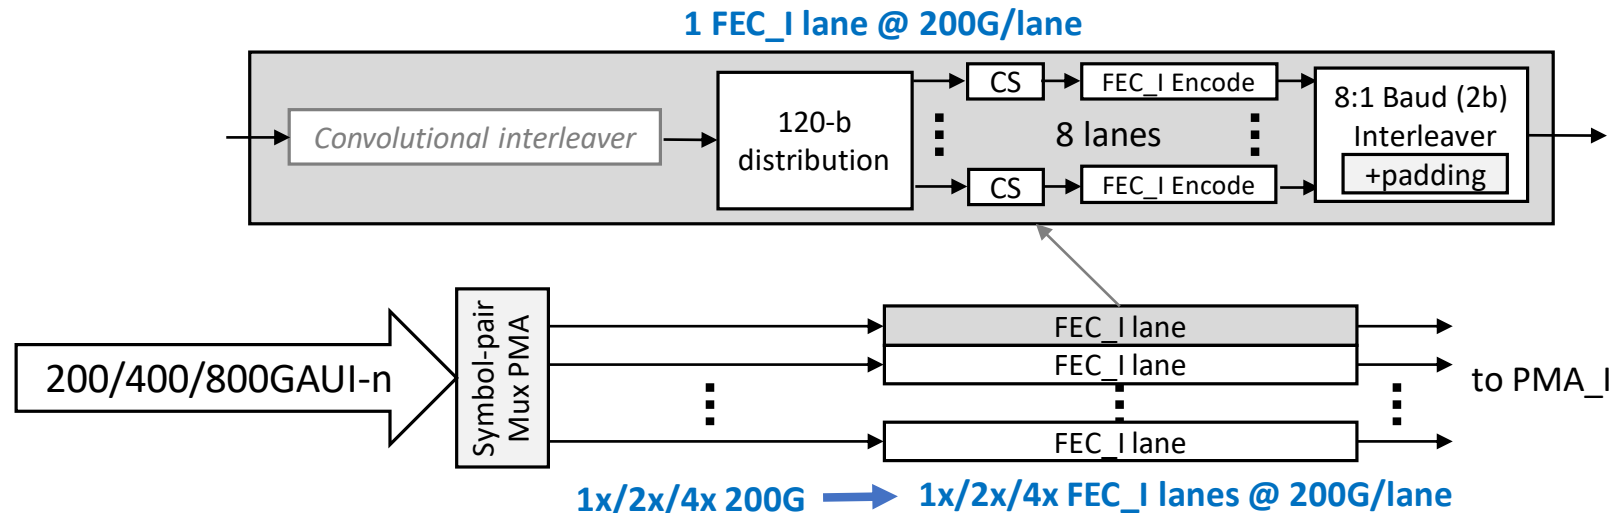 1 FEC_I lane @ 200G/lane
Convolutional interleaver
120-b
distribution
CS
FEC_I Encode
8 lanes
CS
FEC_I Encode
8:1 Baud (2b)
Interleaver
+padding
200/400/800GAUI-n
Symbol-pair
Mux PMA
FEC_I lane
FEC_I lane
FEC_I lane
to PMA_I
1x/2x/4x 200G
1x/2x/4x FEC_I lanes @ 200G/lane